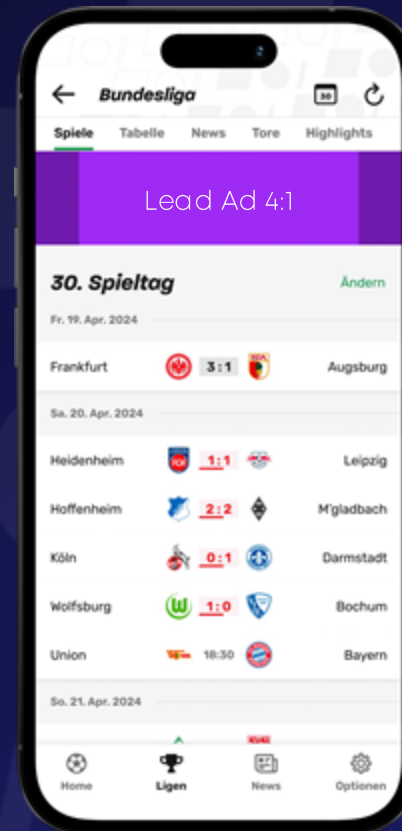 Bundesliga
30
Spiele Tabelle News Tore Highlights
Lead Ad 4:1
30. Spieltag Ändern
Fr. 19. Apr. 2024
Frankfurt 3:1 Augsburg
Sa. 20. Apr. 2024
Heidenheim 1:1 Leipzig
Hoffenheim 2:2 M'gladbach
Köln 0:1 Darmstadt
Wolfsburg 1:0 Bochum
Union 18:30 Bayern
So. 21. Apr. 2024
Home Ligen News Optionen